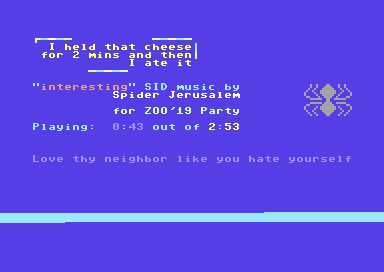 I held that cheese
for 2 mins and then
I ate it
"interesting" SID music by
Spider Jerusalem
for ZOO'19 Party
Playing: 0:43 out of 2:53
Love thy neighbor like you hate yourself